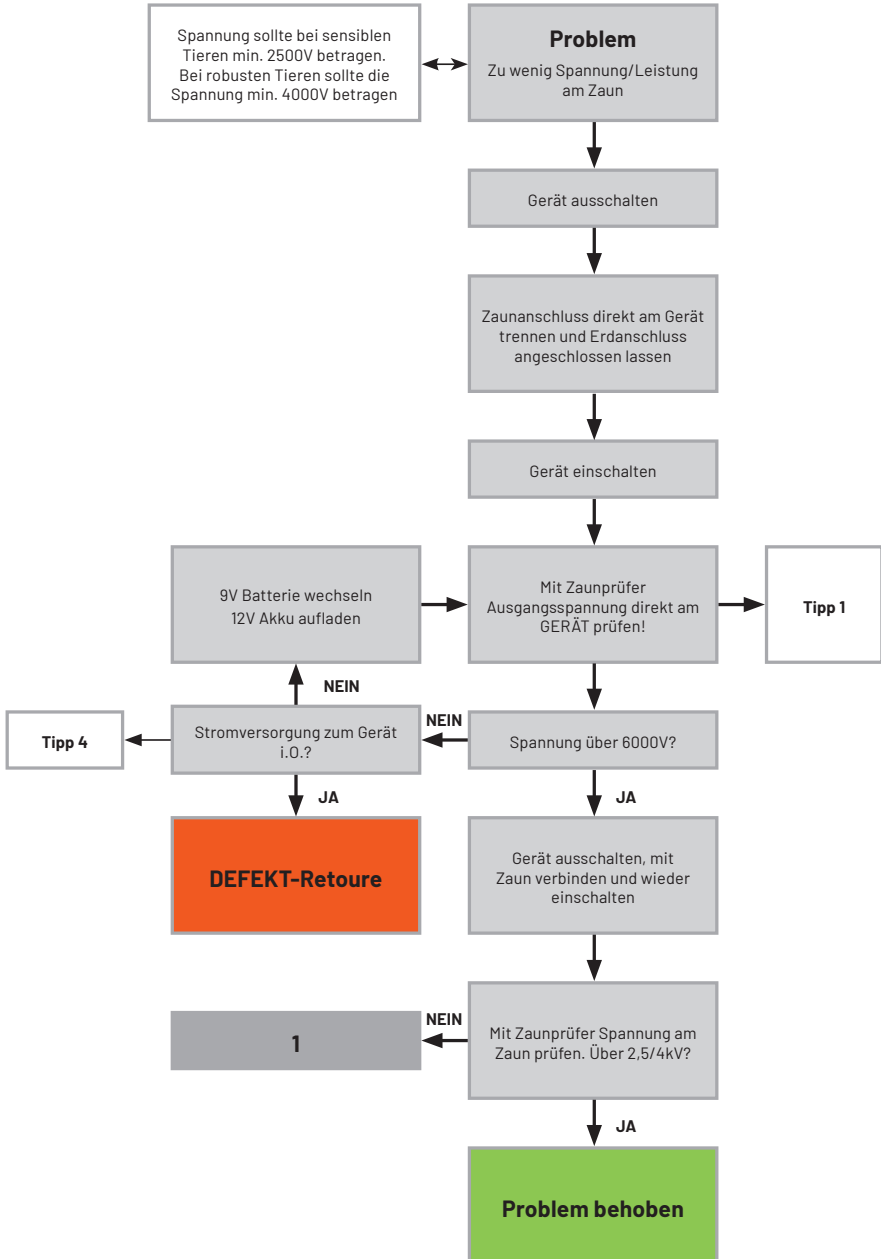 Spannung sollte bei sensiblen
Tieren min. 2500V betragen.
Bei robusten Tieren sollte die
Spannung min. 4000V betragen
Problem
Zu wenig Spannung/Leistung
am Zaun
Gerät ausschalten
Zaunanschluss direkt am Gerät
trennen und Erdanschluss
angeschlossen lassen
Gerät einschalten
9V Batterie wechseln
12V Akku aufladen
Mit Zaunprüfer
Ausgangsspannung direkt am
GERÄT prüfen!
Tipp 1
NEIN
Tipp 4
Stromversorgung zum Gerät
i.O.?
NEIN
Spannung über 6000V?
JA
JA
DEFEKT-Retoure
Gerät ausschalten, mit
Zaun verbinden und wieder
einschalten
1
NEIN
Mit Zaunprüfer Spannung am
Zaun prüfen. Über 2,5/4kV?
JA
Problem behoben